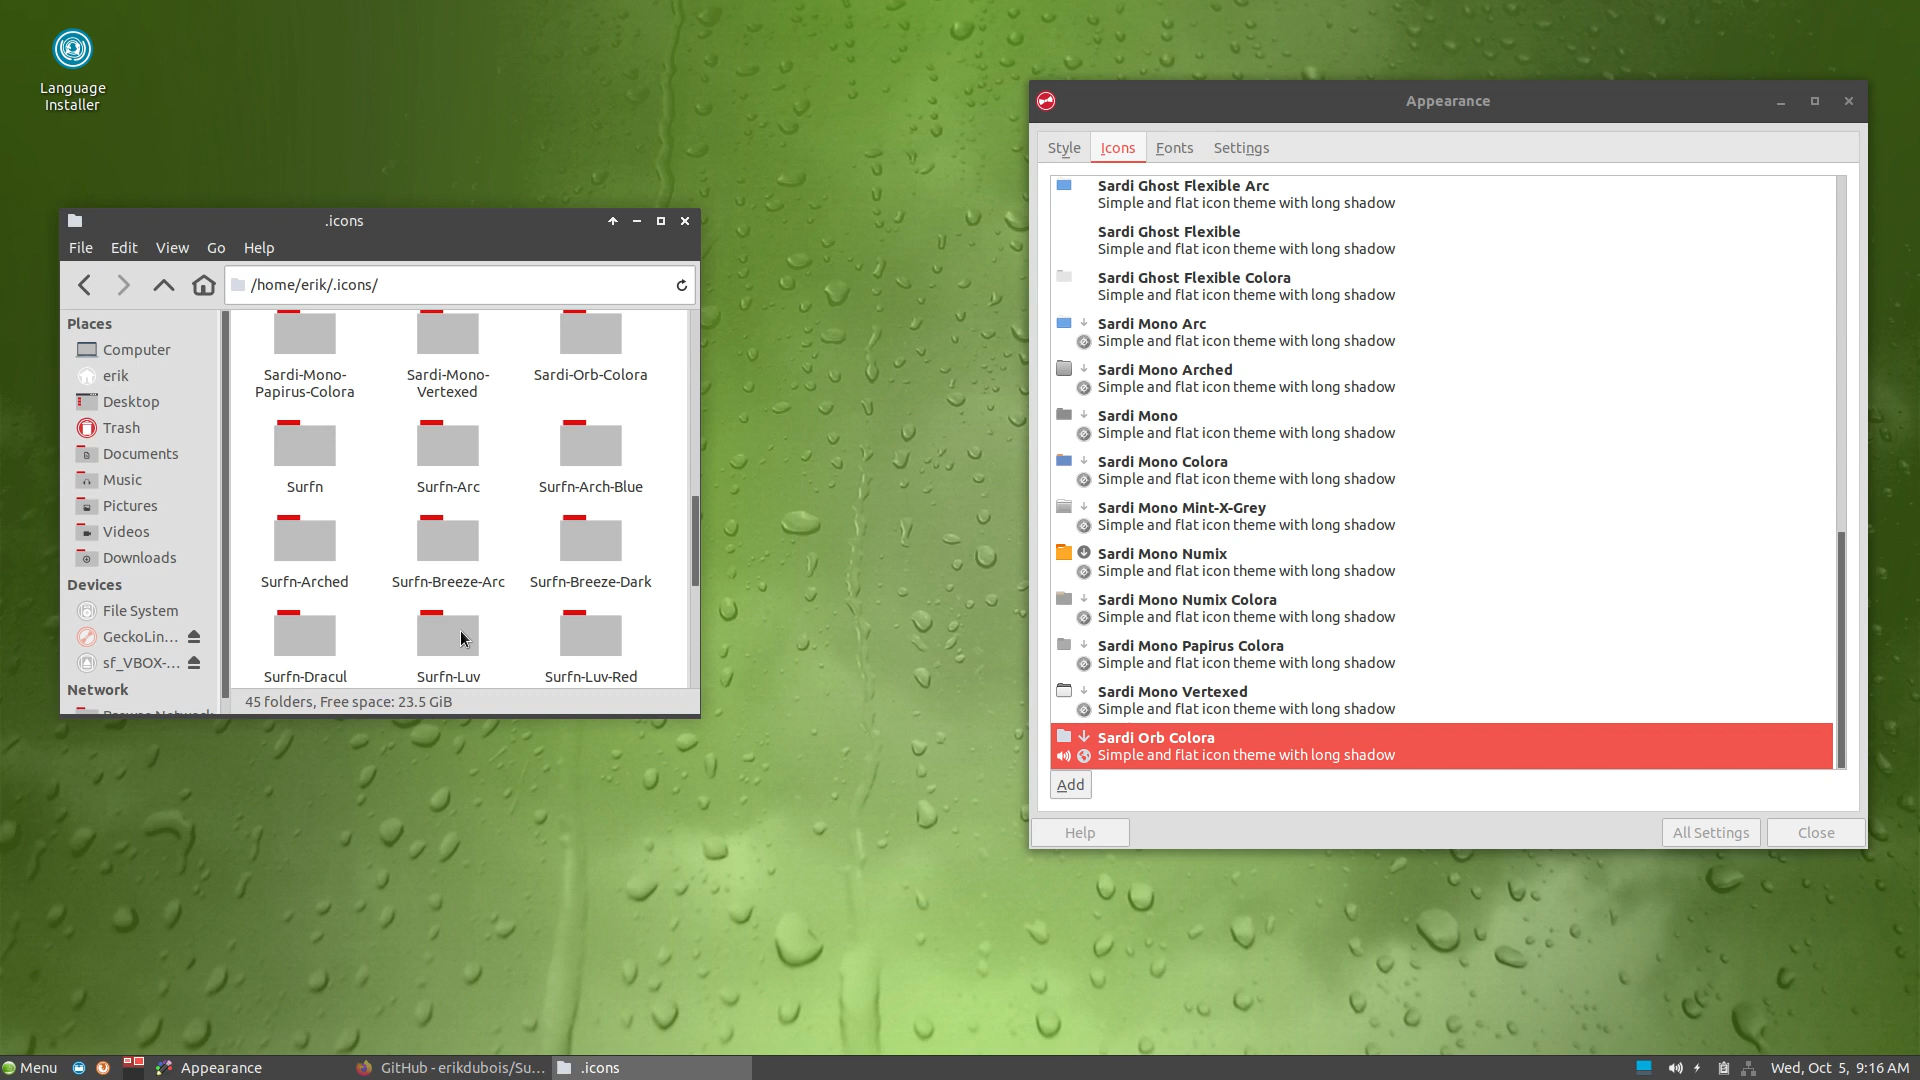 Language
Installer
.icons
File Edit View Go Help
/home/erik/.icons/
Places
Computer
erik
Desktop
Trash
Documents
Music
Pictures
Videos
Downloads
Devices
File System
GeckoLin...
sf_VBOX-...
Network
Browse Network
Sardi-Mono-
Papirus-Colora
Sardi-Mono-
Vertexed
Sardi-Orb-Colora
Surfn
Surfn-Arc
Surfn-Arch-Blue
Surfn-Arched
Surfn-Breeze-Arc
Surfn-Breeze-Dark
Surfn-Dracul
Surfn-Luv
Surfn-Luv-Red
45 folders, Free space: 23.5 GiB
Appearance
Style Icons Fonts Settings
Sardi Ghost Flexible Arc
Simple and flat icon theme with long shadow
Sardi Ghost Flexible
Simple and flat icon theme with long shadow
Sardi Ghost Flexible Colora
Simple and flat icon theme with long shadow
Sardi Mono Arc
Simple and flat icon theme with long shadow
Sardi Mono Arched
Simple and flat icon theme with long shadow
Sardi Mono
Simple and flat icon theme with long shadow
Sardi Mono Colora
Simple and flat icon theme with long shadow
Sardi Mono Mint-X-Grey
Simple and flat icon theme with long shadow
Sardi Mono Numix
Simple and flat icon theme with long shadow
Sardi Mono Numix Colora
Simple and flat icon theme with long shadow
Sardi Mono Papirus Colora
Simple and flat icon theme with long shadow
Sardi Mono Vertexed
Simple and flat icon theme with long shadow
Sardi Orb Colora
Simple and flat icon theme with long shadow
Add
Help All Settings Close
Menu Appearance GitHub - erikdubois/Su... .icons Wed, Oct 5, 9:16 AM